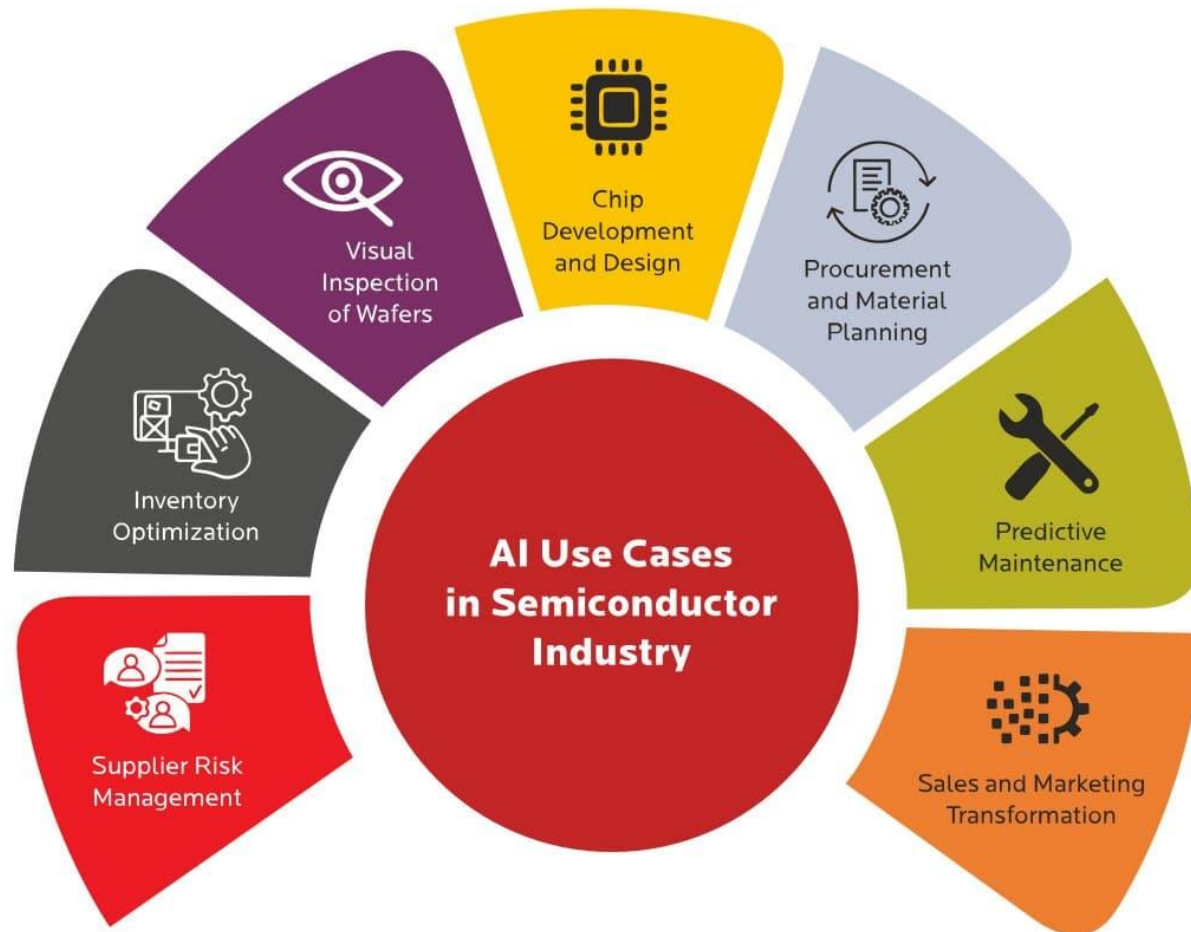 Supplier Risk
Management
Inventory
Optimization
Visual
Inspection
of Wafers
Chip
Development
and Design
Procurement
and Material
Planning
Predictive
Maintenance
Sales and Marketing
Transformation
AI Use Cases
in Semiconductor
Industry